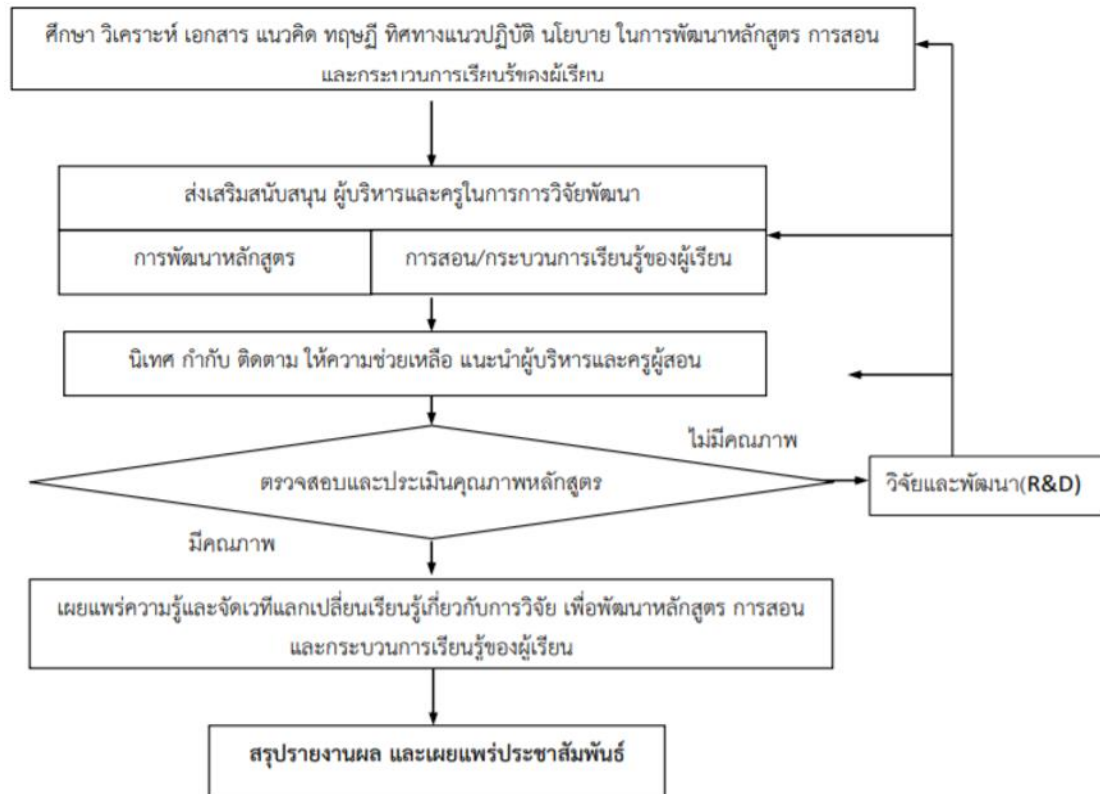 ศึกษา วิเคราะห์ เอกสาร แนวคิด ทฤษฏี ทิศทางแนวปฏิบัติ นโยบาย ในการพัฒนาหลักสูตร การสอน
และกระบวนการเรียนรู้ของผู้เรียน
ส่งเสริมสนับสนุน ผู้บริหารและครูในการการวิจัยพัฒนา
การพัฒนาหลักสูตร
การสอน/กระบวนการเรียนรู้ของผู้เรียน
นิเทศ กำกับ ติดตาม ให้ความช่วยเหลือ แนะนำผู้บริหารและครูผู้สอน
ไม่มีคุณภาพ
ตรวจสอบและประเมินคุณภาพหลักสูตร
วิจัยและพัฒนา(R&D)
มีคุณภาพ
เผยแพร่ความรู้และจัดเวทีแลกเปลี่ยนเรียนรู้เกี่ยวกับการวิจัย เพื่อพัฒนาหลักสูตร การสอน
และกระบวนการเรียนรู้ของผู้เรียน
สรุปรายงานผล และเผยแพร่ประชาสัมพันธ์